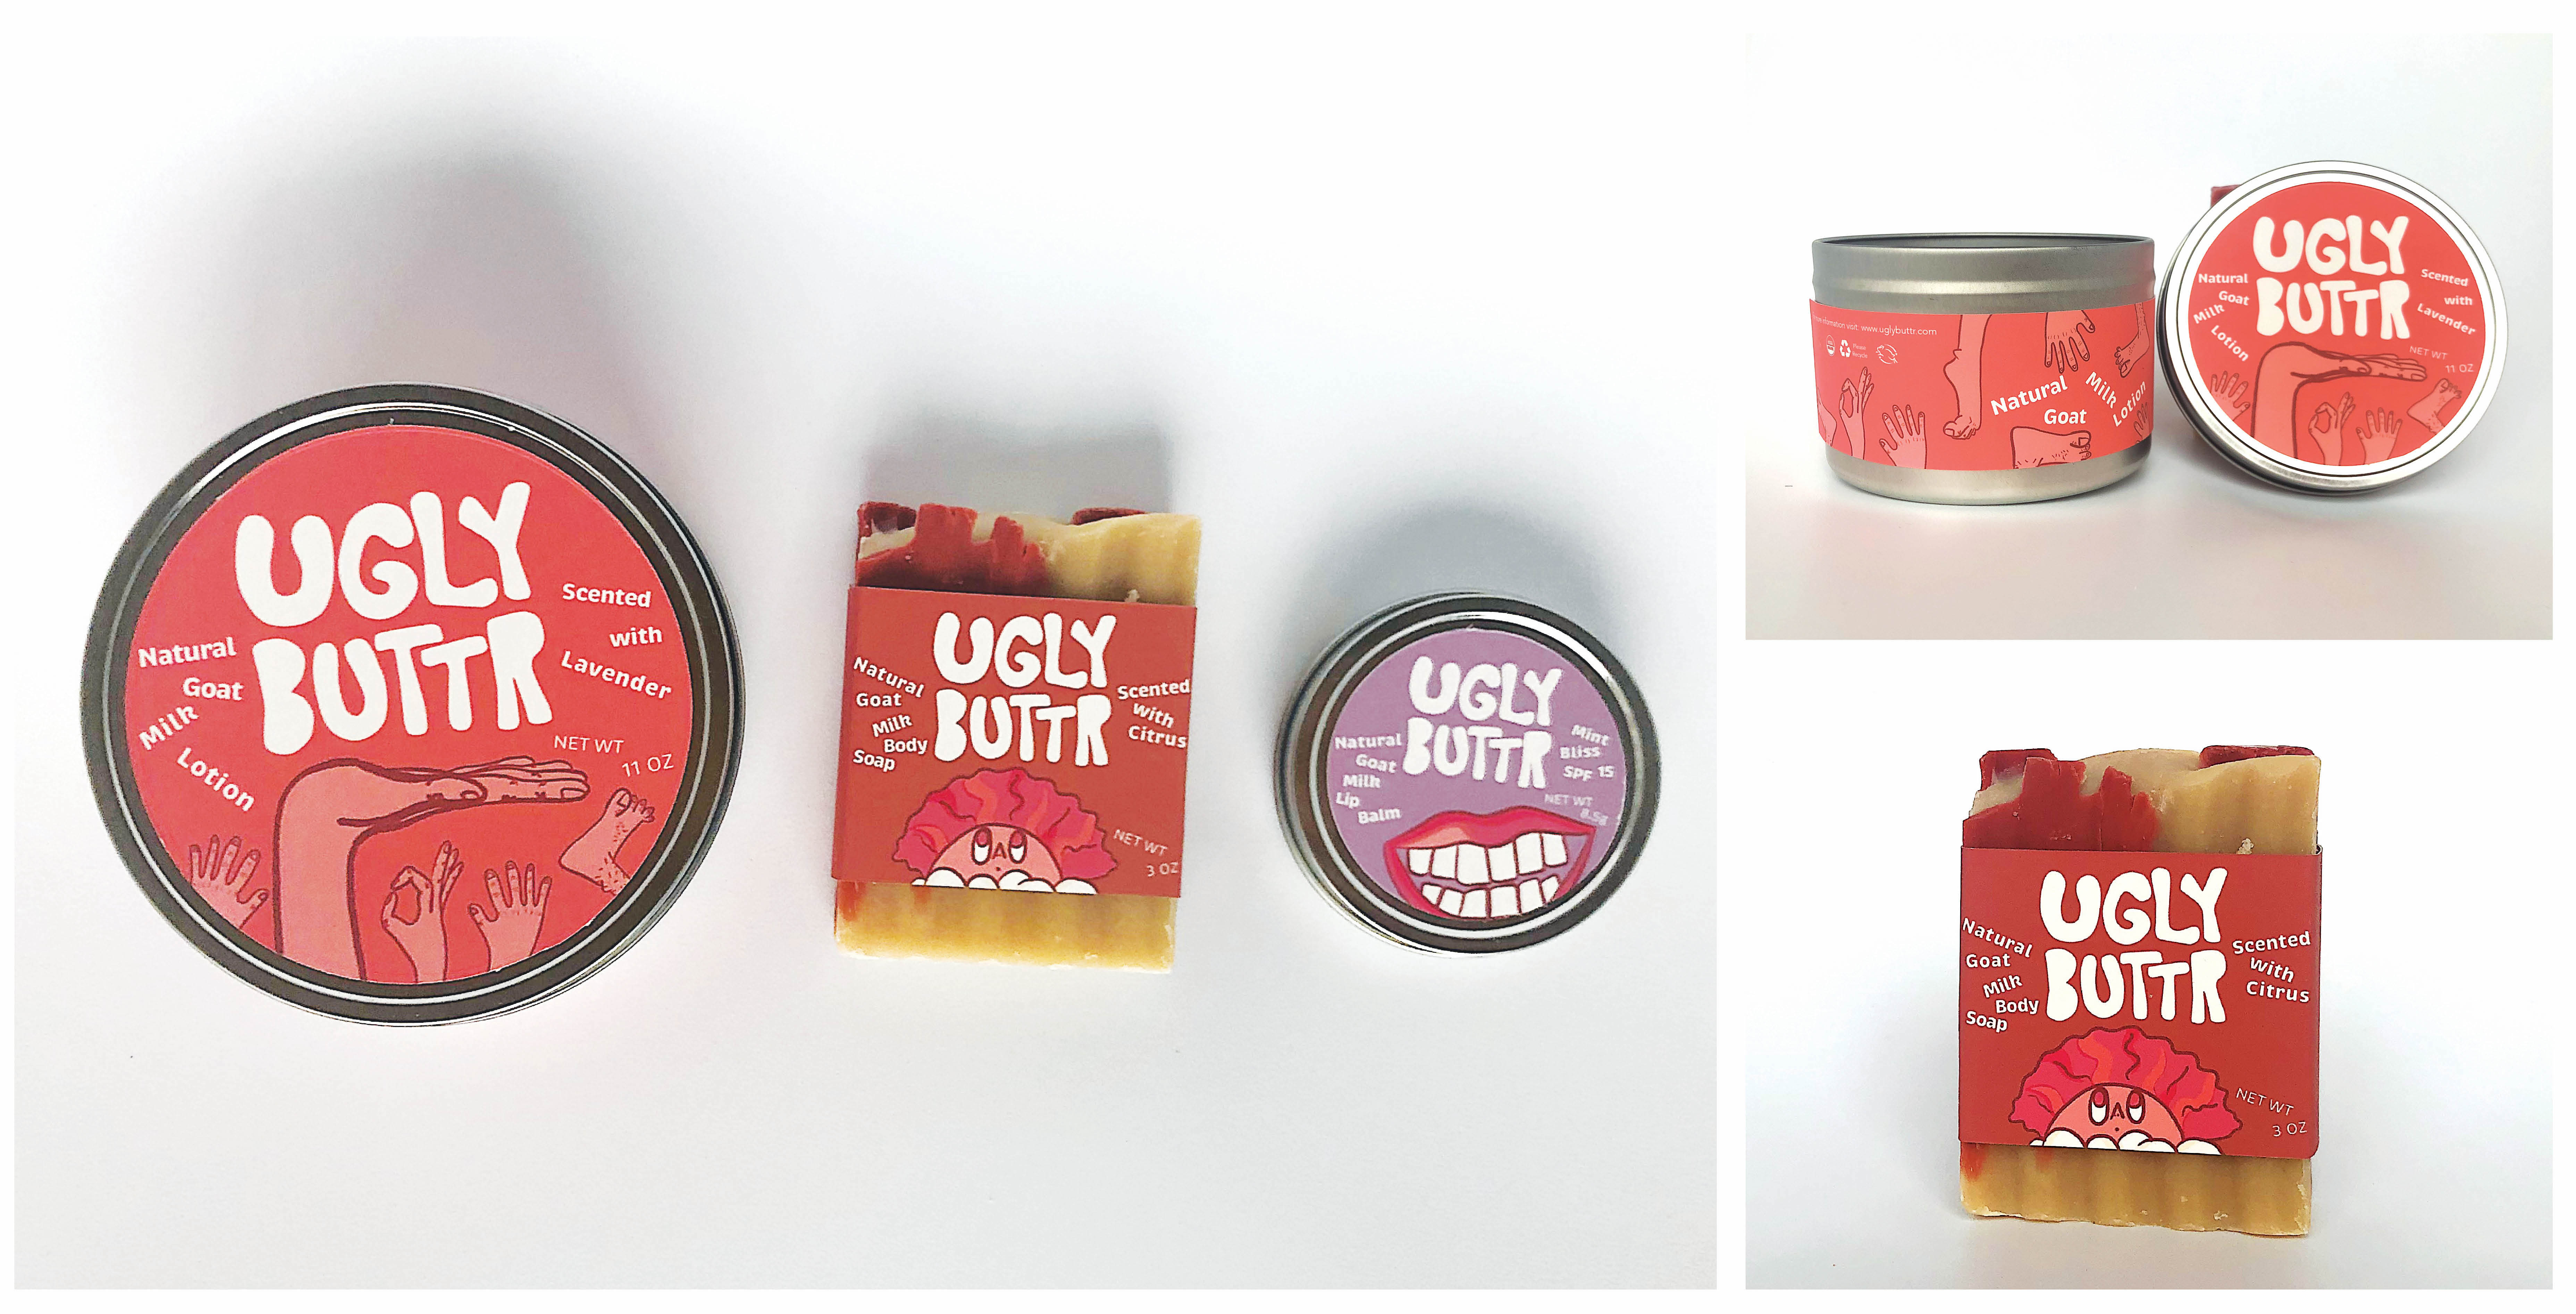 UGLY
BUTTR
Natural
Goat
Milk
Lotion
Scented
with
Lavender
NET WT
11 OZ
UGLY
BUTTR
Natural
Goat
Milk
Body
Soap
Scented
with
Citrus
NET WT
3 OZ
UGLY
BUTTR
Natural
Goat
Milk
Lip
Balm
Mint
Bliss
SPF 15
NET WT
8.5g
information visit: www.uglybuttr.com
Please
Recycle
Natural
Goat
Milk
Lotion
UGLY
BUTTR
Natural
Goat
Milk
Lotion
Scented
with
Lavender
NET WT
11 OZ
UGLY
BUTTR
Natural
Goat
Milk
Body
Soap
Scented
with
Citrus
NET WT
3 OZ